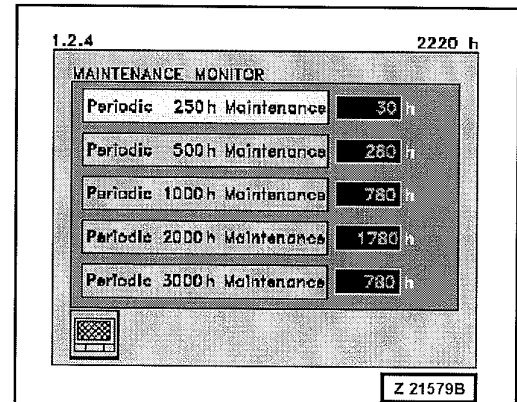 1.2.4 2220 h
MAINTENANCE MONITOR
Periodic 250 h Maintenance 30 h
Periodic 500 h Maintenance 280 h
Periodic 1000 h Maintenance 780 h
Periodic 2000 h Maintenance 1780 h
Periodic 3000 h Maintenance 780 h
Z 21579B